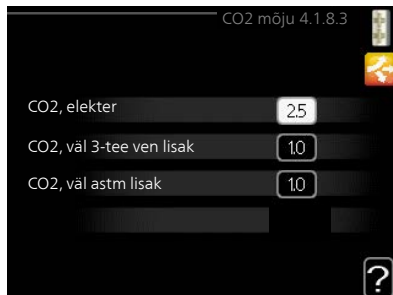 CO2 mõju 4.1.8.3
CO2, elekter
2.5
CO2, väl 3-tee ven lisak
1.0
CO2, väl astm lisak
1.0
?